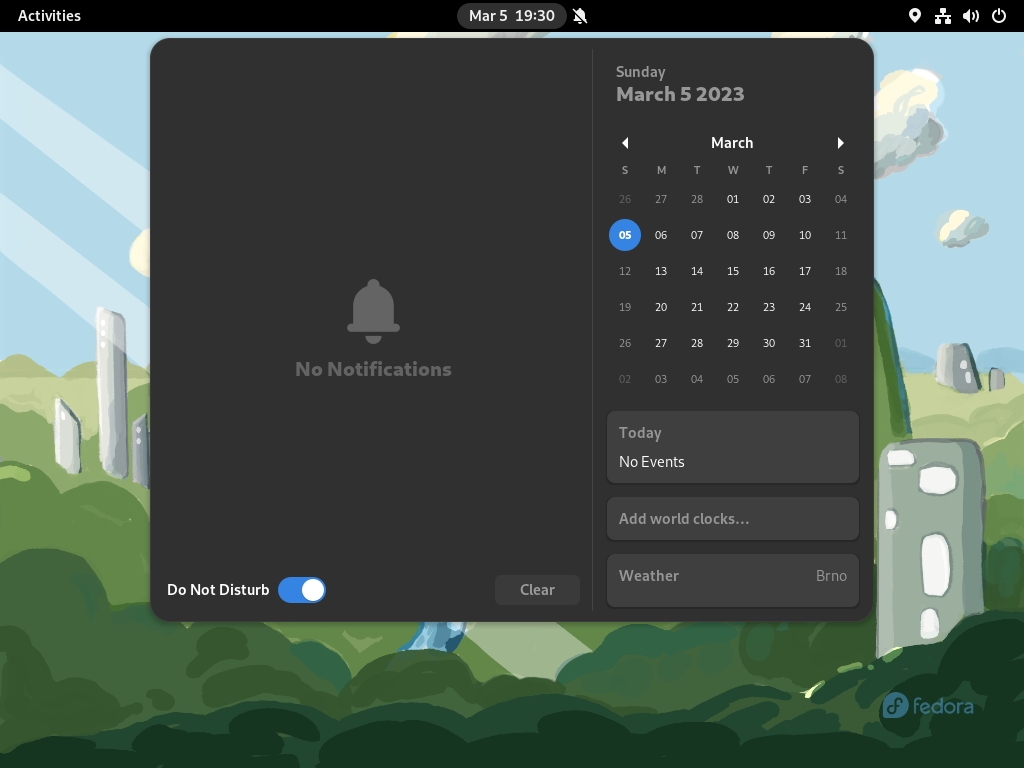 Activities
Mar 5 19:30
No Notifications
Do Not Disturb
Clear
Sunday
March 5 2023
March
S M T W T F S
26 27 28 01 02 03 04
05 06 07 08 09 10 11
12 13 14 15 16 17 18
19 20 21 22 23 24 25
26 27 28 29 30 31 01
02 03 04 05 06 07 08
Today
No Events
Add world clocks...
Weather Brno
fedora